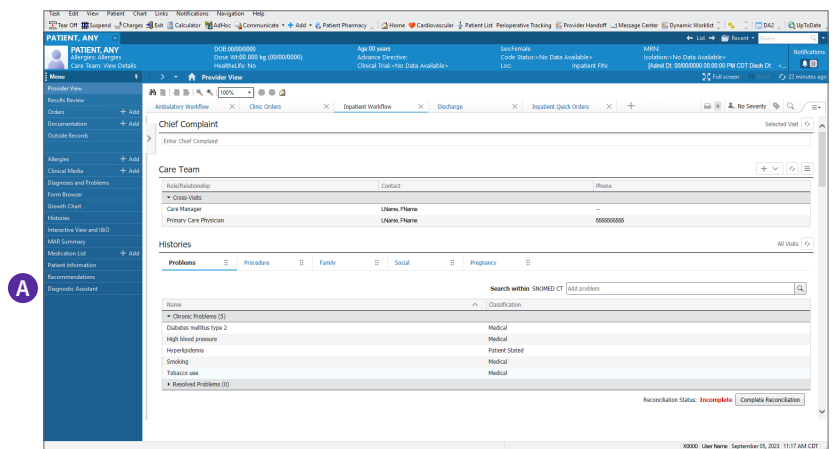 Task Edit View Patient Chart Links Notifications Navigation Help
Tear Off Suspend Charges Exit Calculator AdHoc Communicate + Add Patient Pharmacy Home Cardiovascular Patient List Perioperative Tracking Provider Handoff Message Center Dynamic Worklist DA2 UpToDate
PATIENT, ANY List Recent Name
PATIENT, ANY DOB:00/00/0000 Age:00 years Sex:Female MRN:
Allergies: Allergies Dose Wt:00.000 kg (00/00/0000) Advance Directive: Code Status:<No Data Available> Isolation:<No Data Available> Notifications
Care Team: View Details HealtheLife: No Clinical Trial:<No Data Available> Loc: Inpatient FIN: [Admit Dt: 00/00/0000 00:00:00 PM CDT Disch Dt: <...
Menu Provider View Full screen Print 22 minutes ago
Provider View
Results Review 100%
Orders + Add Ambulatory Workflow Clinic Orders Inpatient Workflow Discharge Inpatient Quick Orders No Severity
Documentation + Add Chief Complaint Selected Visit
Outside Records Enter Chief Complaint
Allergies + Add
Clinical Media + Add Care Team
Diagnoses and Problems Role/Relationship Contact Phone
Form Browser Cross-Visits
Growth Chart Care Manager LName, FName --
Histories Primary Care Physician LName, FName 5555555555
Interactive View and I&O
MAR Summary Histories All Visits
Medication List + Add
Patient Information Problems Procedure Family Social Pregnancy
Recommendations
A Diagnostic Assistant Search within SNOMED CT Add problem
Name Classification
Chronic Problems (5)
Diabetes mellitus type 2 Medical
High blood pressure Medical
Hyperlipidemia Patient Stated
Smoking Medical
Tobacco use Medical
Resolved Problems (0)
Reconciliation Status: Incomplete Complete Reconciliation
X0000 User Name September 05, 2023 11:17 AM CDT